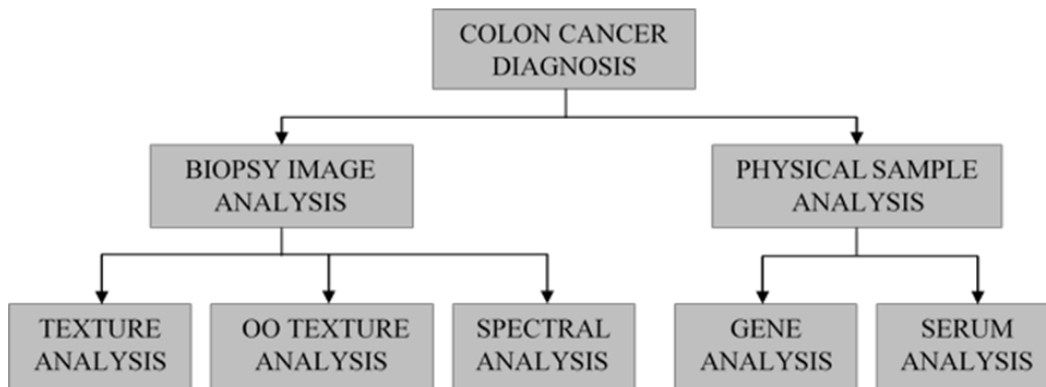 COLON CANCER
DIAGNOSIS
BIOPSY IMAGE
ANALYSIS
PHYSICAL SAMPLE
ANALYSIS
TEXTURE
ANALYSIS
OO TEXTURE
ANALYSIS
SPECTRAL
ANALYSIS
GENE
ANALYSIS
SERUM
ANALYSIS